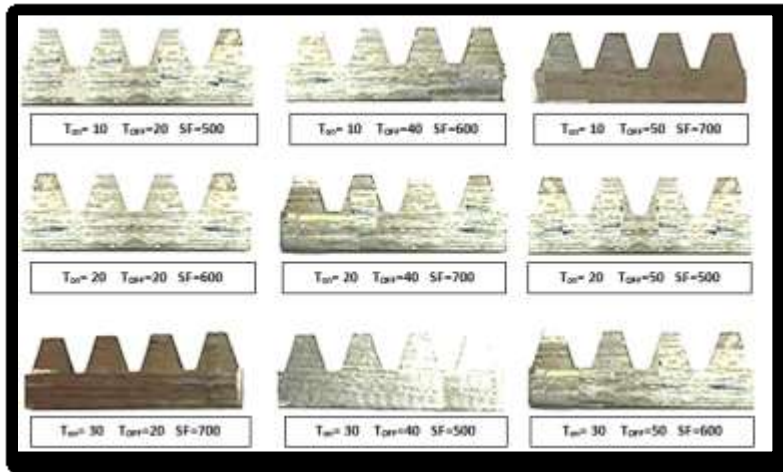 Ton= 10 TOFF=20 SF=500
Ton= 10 TOFF=40 SF=600
Ton= 10 TOFF=50 SF=700
Ton= 20 TOFF=20 SF=600
Ton= 20 TOFF=40 SF=700
Ton= 20 TOFF=50 SF=500
Ton= 30 TOFF=20 SF=700
Ton= 30 TOFF=40 SF=500
Ton= 30 TOFF=50 SF=600